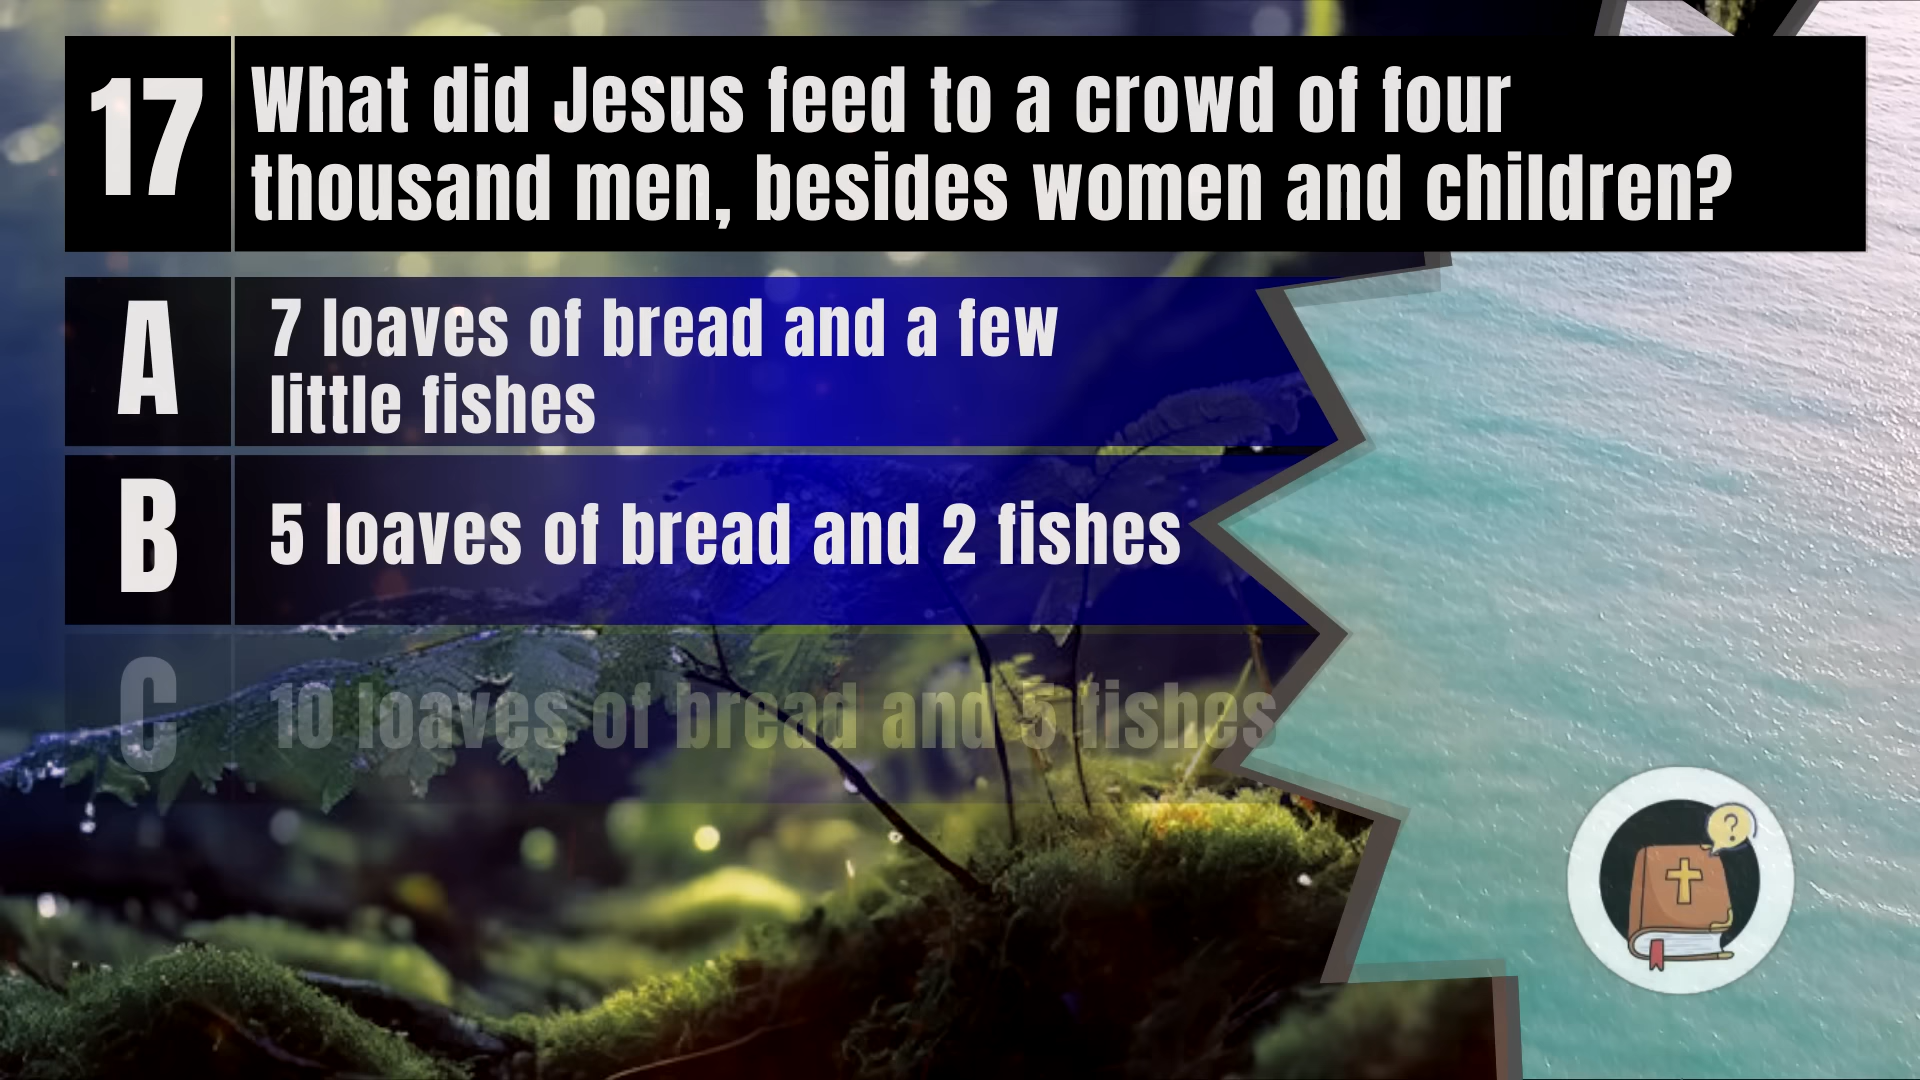 17
What did Jesus feed to a crowd of four
thousand men, besides women and children?
A
7 loaves of bread and a few
little fishes
B
5 loaves of bread and 2 fishes
C
10 loaves of bread and 5 fishes
?